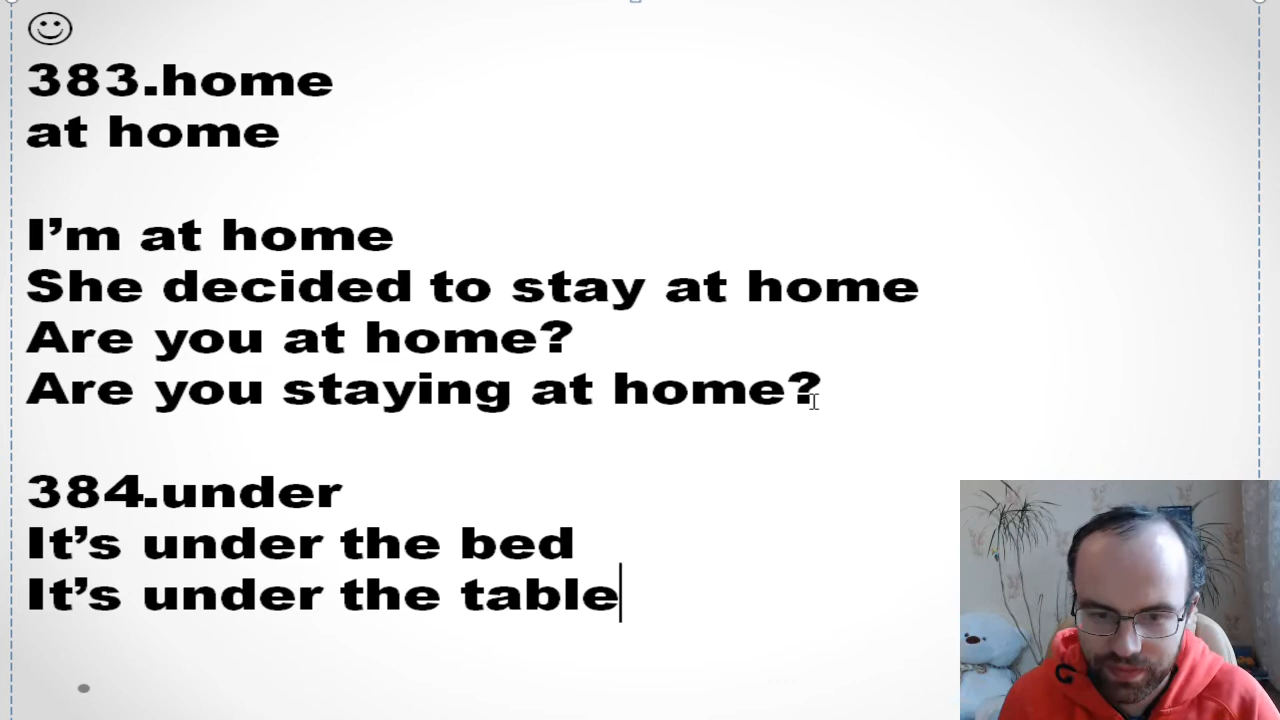 383.home
at home
I’m at home
She decided to stay at home
Are you at home?
Are you staying at home?
384.under
It’s under the bed
It’s under the table